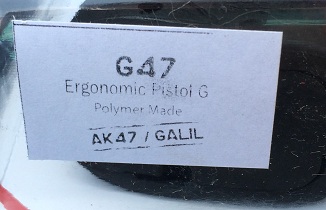 G47
Ergonomic Pistol G
Polymer Made
AK47 / GALIL